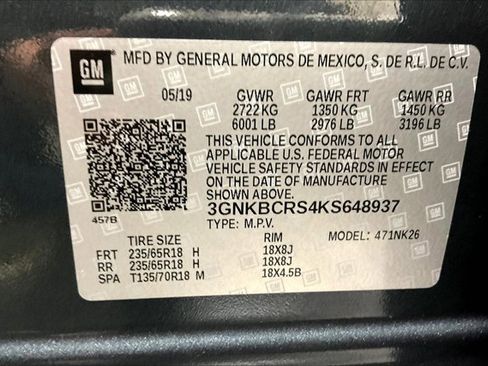 GM
MFD BY GENERAL MOTORS DE MEXICO, S. DE R.L. DE C.V.
05/19 GVWR GAWR FRT GAWR RR
2722 KG 1350 KG 1450 KG
6001 LB 2976 LB 3196 LB
THIS VEHICLE CONFORMS TO ALL
APPLICABLE U.S. FEDERAL MOTOR
VEHICLE SAFETY STANDARDS IN EFFECT
ON THE DATE OF MANUFACTURE
SHOWN ABOVE.
457B
3GNKBCRS4KS648937
TYPE: M.P.V.
TIRE SIZE RIM MODEL: 471NK26
FRT 235/65R18 H 18X8J
RR 235/65R18 H 18X8J
SPA T135/70R18 M 18X4.5B